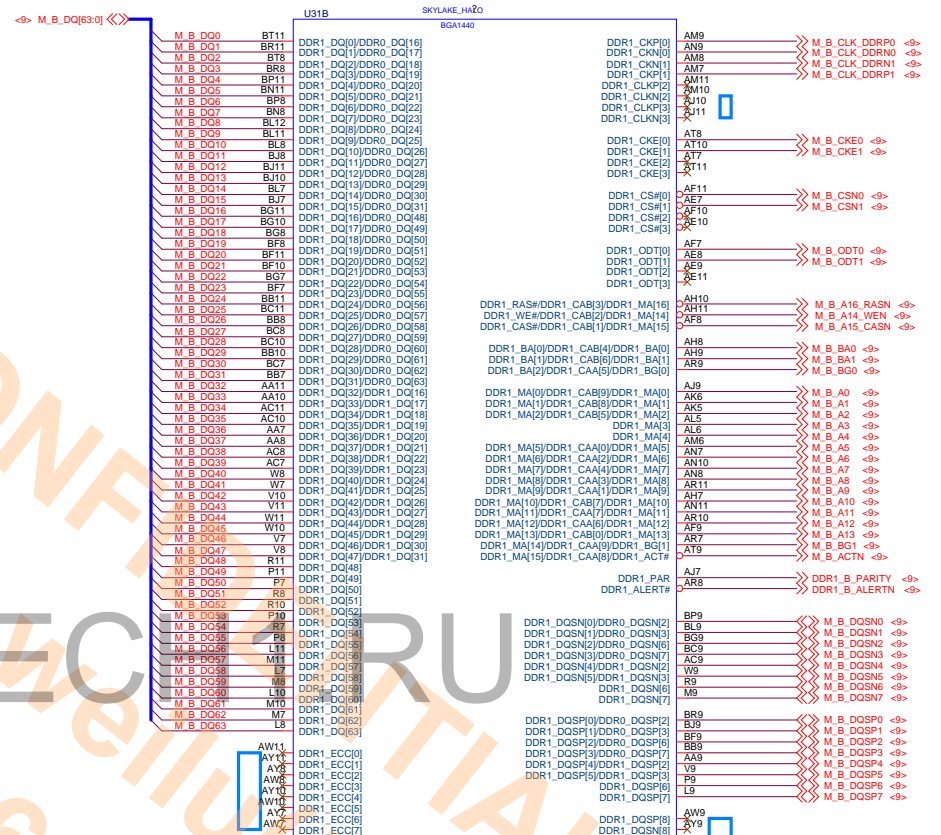 <9> M_B_DQ[63:0]
U31B
SKYLAKE_HALO
?
BGA1440
M_B_DQ0 BT11 DDR1_DQ[0]/DDR0_DQ[16]
M_B_DQ1 BR11 DDR1_DQ[1]/DDR0_DQ[17]
M_B_DQ2 BT8 DDR1_DQ[2]/DDR0_DQ[18]
M_B_DQ3 BR8 DDR1_DQ[3]/DDR0_DQ[19]
M_B_DQ4 BP11 DDR1_DQ[4]/DDR0_DQ[20]
M_B_DQ5 BN11 DDR1_DQ[5]/DDR0_DQ[21]
M_B_DQ6 BP8 DDR1_DQ[6]/DDR0_DQ[22]
M_B_DQ7 BN8 DDR1_DQ[7]/DDR0_DQ[23]
M_B_DQ8 BL12 DDR1_DQ[8]/DDR0_DQ[24]
M_B_DQ9 BL11 DDR1_DQ[9]/DDR0_DQ[25]
M_B_DQ10 BL8 DDR1_DQ[10]/DDR0_DQ[26]
M_B_DQ11 BJ8 DDR1_DQ[11]/DDR0_DQ[27]
M_B_DQ12 BJ11 DDR1_DQ[12]/DDR0_DQ[28]
M_B_DQ13 BJ10 DDR1_DQ[13]/DDR0_DQ[29]
M_B_DQ14 BL7 DDR1_DQ[14]/DDR0_DQ[30]
M_B_DQ15 BJ7 DDR1_DQ[15]/DDR0_DQ[31]
M_B_DQ16 BG11 DDR1_DQ[16]/DDR0_DQ[48]
M_B_DQ17 BG10 DDR1_DQ[17]/DDR0_DQ[49]
M_B_DQ18 BG8 DDR1_DQ[18]/DDR0_DQ[50]
M_B_DQ19 BF8 DDR1_DQ[19]/DDR0_DQ[51]
M_B_DQ20 BF11 DDR1_DQ[20]/DDR0_DQ[52]
M_B_DQ21 BF10 DDR1_DQ[21]/DDR0_DQ[53]
M_B_DQ22 BG7 DDR1_DQ[22]/DDR0_DQ[54]
M_B_DQ23 BF7 DDR1_DQ[23]/DDR0_DQ[55]
M_B_DQ24 BB11 DDR1_DQ[24]/DDR0_DQ[56]
M_B_DQ25 BC11 DDR1_DQ[25]/DDR0_DQ[57]
M_B_DQ26 BB8 DDR1_DQ[26]/DDR0_DQ[58]
M_B_DQ27 BC8 DDR1_DQ[27]/DDR0_DQ[59]
M_B_DQ28 BC10 DDR1_DQ[28]/DDR0_DQ[60]
M_B_DQ29 BB10 DDR1_DQ[29]/DDR0_DQ[61]
M_B_DQ30 BC7 DDR1_DQ[30]/DDR0_DQ[62]
M_B_DQ31 BB7 DDR1_DQ[31]/DDR0_DQ[63]
M_B_DQ32 AA11 DDR1_DQ[32]/DDR1_DQ[16]
M_B_DQ33 AA10 DDR1_DQ[33]/DDR1_DQ[17]
M_B_DQ34 AC11 DDR1_DQ[34]/DDR1_DQ[18]
M_B_DQ35 AC10 DDR1_DQ[35]/DDR1_DQ[19]
M_B_DQ36 AA7 DDR1_DQ[36]/DDR1_DQ[20]
M_B_DQ37 AA8 DDR1_DQ[37]/DDR1_DQ[21]
M_B_DQ38 AC8 DDR1_DQ[38]/DDR1_DQ[22]
M_B_DQ39 AC7 DDR1_DQ[39]/DDR1_DQ[23]
M_B_DQ40 W8 DDR1_DQ[40]/DDR1_DQ[24]
M_B_DQ41 W7 DDR1_DQ[41]/DDR1_DQ[25]
M_B_DQ42 V10 DDR1_DQ[42]/DDR1_DQ[26]
M_B_DQ43 V11 DDR1_DQ[43]/DDR1_DQ[27]
M_B_DQ44 W11 DDR1_DQ[44]/DDR1_DQ[28]
M_B_DQ45 W10 DDR1_DQ[45]/DDR1_DQ[29]
M_B_DQ46 V7 DDR1_DQ[46]/DDR1_DQ[30]
M_B_DQ47 V8 DDR1_DQ[47]/DDR1_DQ[31]
M_B_DQ48 R11 DDR1_DQ[48]
M_B_DQ49 P11 DDR1_DQ[49]
M_B_DQ50 P7 DDR1_DQ[50]
M_B_DQ51 R8 DDR1_DQ[51]
M_B_DQ52 R10 DDR1_DQ[52]
M_B_DQ53 P10 DDR1_DQ[53]
M_B_DQ54 R7 DDR1_DQ[54]
M_B_DQ55 P8 DDR1_DQ[55]
M_B_DQ56 L11 DDR1_DQ[56]
M_B_DQ57 M11 DDR1_DQ[57]
M_B_DQ58 L7 DDR1_DQ[58]
M_B_DQ59 M8 DDR1_DQ[59]
M_B_DQ60 L10 DDR1_DQ[60]
M_B_DQ61 M10 DDR1_DQ[61]
M_B_DQ62 M7 DDR1_DQ[62]
M_B_DQ63 L8 DDR1_DQ[63]
AW11 DDR1_ECC[0]
AY11 DDR1_ECC[1]
AY8 DDR1_ECC[2]
AW8 DDR1_ECC[3]
AY10 DDR1_ECC[4]
AW10 DDR1_ECC[5]
AY7 DDR1_ECC[6]
AW7 DDR1_ECC[7]
DDR1_CKP[0] AM9 M_B_CLK_DDRP0 <9>
DDR1_CKN[0] AN9 M_B_CLK_DDRN0 <9>
DDR1_CKN[1] AM8 M_B_CLK_DDRN1 <9>
DDR1_CKP[1] AM7 M_B_CLK_DDRP1 <9>
DDR1_CLKP[2] AM11
DDR1_CLKN[2] AM10
DDR1_CLKP[3] AJ10
DDR1_CLKN[3] AJ11
DDR1_CKE[0] AT8 M_B_CKE0 <9>
DDR1_CKE[1] AT10 M_B_CKE1 <9>
DDR1_CKE[2] AT7
DDR1_CKE[3] AT11
DDR1_CS#[0] AF11 M_B_CSN0 <9>
DDR1_CS#[1] AE7 M_B_CSN1 <9>
DDR1_CS#[2] AF10
DDR1_CS#[3] AE10
DDR1_ODT[0] AF7 M_B_ODT0 <9>
DDR1_ODT[1] AE8 M_B_ODT1 <9>
DDR1_ODT[2] AE9
DDR1_ODT[3] AE11
DDR1_RAS#/DDR1_CAB[3]/DDR1_MA[16] AH10 M_B_A16_RASN <9>
DDR1_WE#/DDR1_CAB[2]/DDR1_MA[14] AH11 M_B_A14_WEN <9>
DDR1_CAS#/DDR1_CAB[1]/DDR1_MA[15] AF8 M_B_A15_CASN <9>
DDR1_BA[0]/DDR1_CAB[4]/DDR1_BA[0] AH8 M_B_BA0 <9>
DDR1_BA[1]/DDR1_CAB[6]/DDR1_BA[1] AH9 M_B_BA1 <9>
DDR1_BA[2]/DDR1_CAA[5]/DDR1_BG[0] AR9 M_B_BG0 <9>
DDR1_MA[0]/DDR1_CAB[9]/DDR1_MA[0] AJ9 M_B_A0 <9>
DDR1_MA[1]/DDR1_CAB[8]/DDR1_MA[1] AK6 M_B_A1 <9>
DDR1_MA[2]/DDR1_CAB[5]/DDR1_MA[2] AK5 M_B_A2 <9>
DDR1_MA[3] AL5 M_B_A3 <9>
DDR1_MA[4] AL6 M_B_A4 <9>
DDR1_MA[5]/DDR1_CAA[0]/DDR1_MA[5] AM6 M_B_A5 <9>
DDR1_MA[6]/DDR1_CAA[2]/DDR1_MA[6] AN7 M_B_A6 <9>
DDR1_MA[7]/DDR1_CAA[4]/DDR1_MA[7] AN10 M_B_A7 <9>
DDR1_MA[8]/DDR1_CAA[3]/DDR1_MA[8] AN8 M_B_A8 <9>
DDR1_MA[9]/DDR1_CAA[1]/DDR1_MA[9] AR11 M_B_A9 <9>
DDR1_MA[10]/DDR1_CAB[7]/DDR1_MA[10] AH7 M_B_A10 <9>
DDR1_MA[11]/DDR1_CAA[7]/DDR1_MA[11] AN11 M_B_A11 <9>
DDR1_MA[12]/DDR1_CAA[6]/DDR1_MA[12] AR10 M_B_A12 <9>
DDR1_MA[13]/DDR1_CAB[0]/DDR1_MA[13] AF9 M_B_A13 <9>
DDR1_MA[14]/DDR1_CAA[9]/DDR1_BG[1] AR7 M_B_BG1 <9>
DDR1_MA[15]/DDR1_CAA[8]/DDR1_ACT# AT9 M_B_ACTN <9>
DDR1_PAR AJ7 DDR1_B_PARITY <9>
DDR1_ALERT# AR8 DDR1_B_ALERTN <9>
DDR1_DQSN[0]/DDR0_DQSN[2] BP9 M_B_DQSN0 <9>
DDR1_DQSN[1]/DDR0_DQSN[3] BL9 M_B_DQSN1 <9>
DDR1_DQSN[2]/DDR0_DQSN[6] BG9 M_B_DQSN2 <9>
DDR1_DQSN[3]/DDR0_DQSN[7] BC9 M_B_DQSN3 <9>
DDR1_DQSN[4]/DDR1_DQSN[2] AC9 M_B_DQSN4 <9>
DDR1_DQSN[5]/DDR1_DQSN[3] W9 M_B_DQSN5 <9>
DDR1_DQSN[6] R9 M_B_DQSN6 <9>
DDR1_DQSN[7] M9 M_B_DQSN7 <9>
DDR1_DQSP[0]/DDR0_DQSP[2] BR9 M_B_DQSP0 <9>
DDR1_DQSP[1]/DDR0_DQSP[3] BJ9 M_B_DQSP1 <9>
DDR1_DQSP[2]/DDR0_DQSP[6] BF9 M_B_DQSP2 <9>
DDR1_DQSP[3]/DDR0_DQSP[7] BB9 M_B_DQSP3 <9>
DDR1_DQSP[4]/DDR1_DQSP[2] AA9 M_B_DQSP4 <9>
DDR1_DQSP[5]/DDR1_DQSP[3] V9 M_B_DQSP5 <9>
DDR1_DQSP[6] P9 M_B_DQSP6 <9>
DDR1_DQSP[7] L9 M_B_DQSP7 <9>
DDR1_DQSP[8] AW9
DDR1_DQSN[8] AY9
ECH1.RU